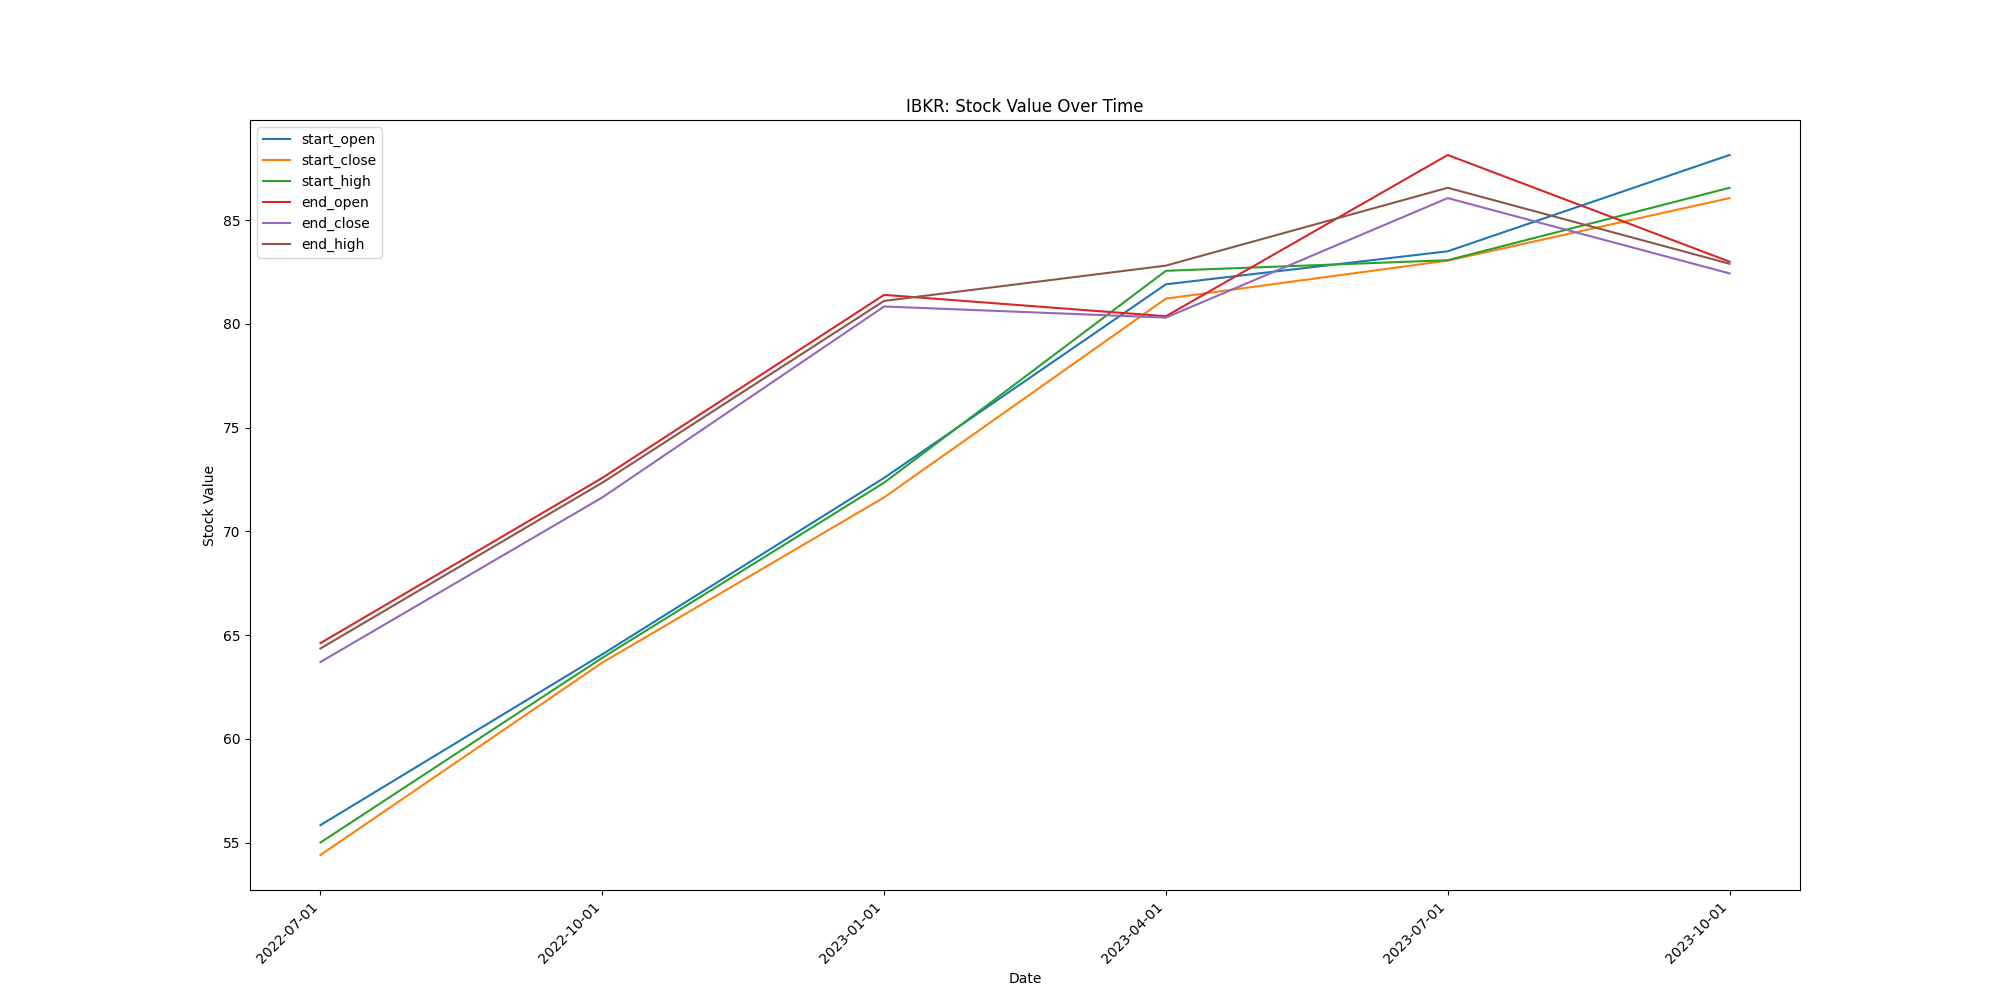 IBKR: Stock Value Over Time
start_open
start_close
start_high
end_open
end_close
end_high
85
80
75
70
65
60
55
Stock Value
2022-07-01
2022-10-01
2023-01-01
2023-04-01
2023-07-01
2023-10-01
Date